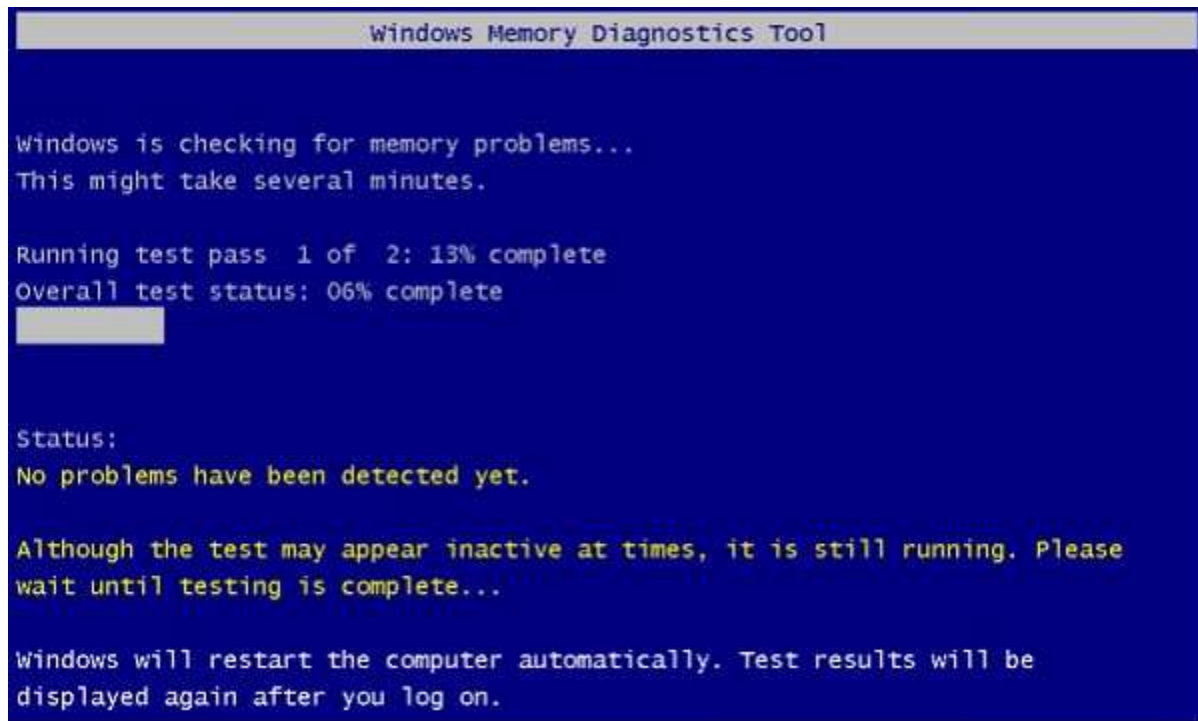 Windows Memory Diagnostics Tool
Windows is checking for memory problems...
This might take several minutes.
Running test pass  1 of  2: 13% complete
Overall test status: 06% complete
Status:
No problems have been detected yet.
Although the test may appear inactive at times, it is still running. Please
wait until testing is complete...
Windows will restart the computer automatically. Test results will be
displayed again after you log on.